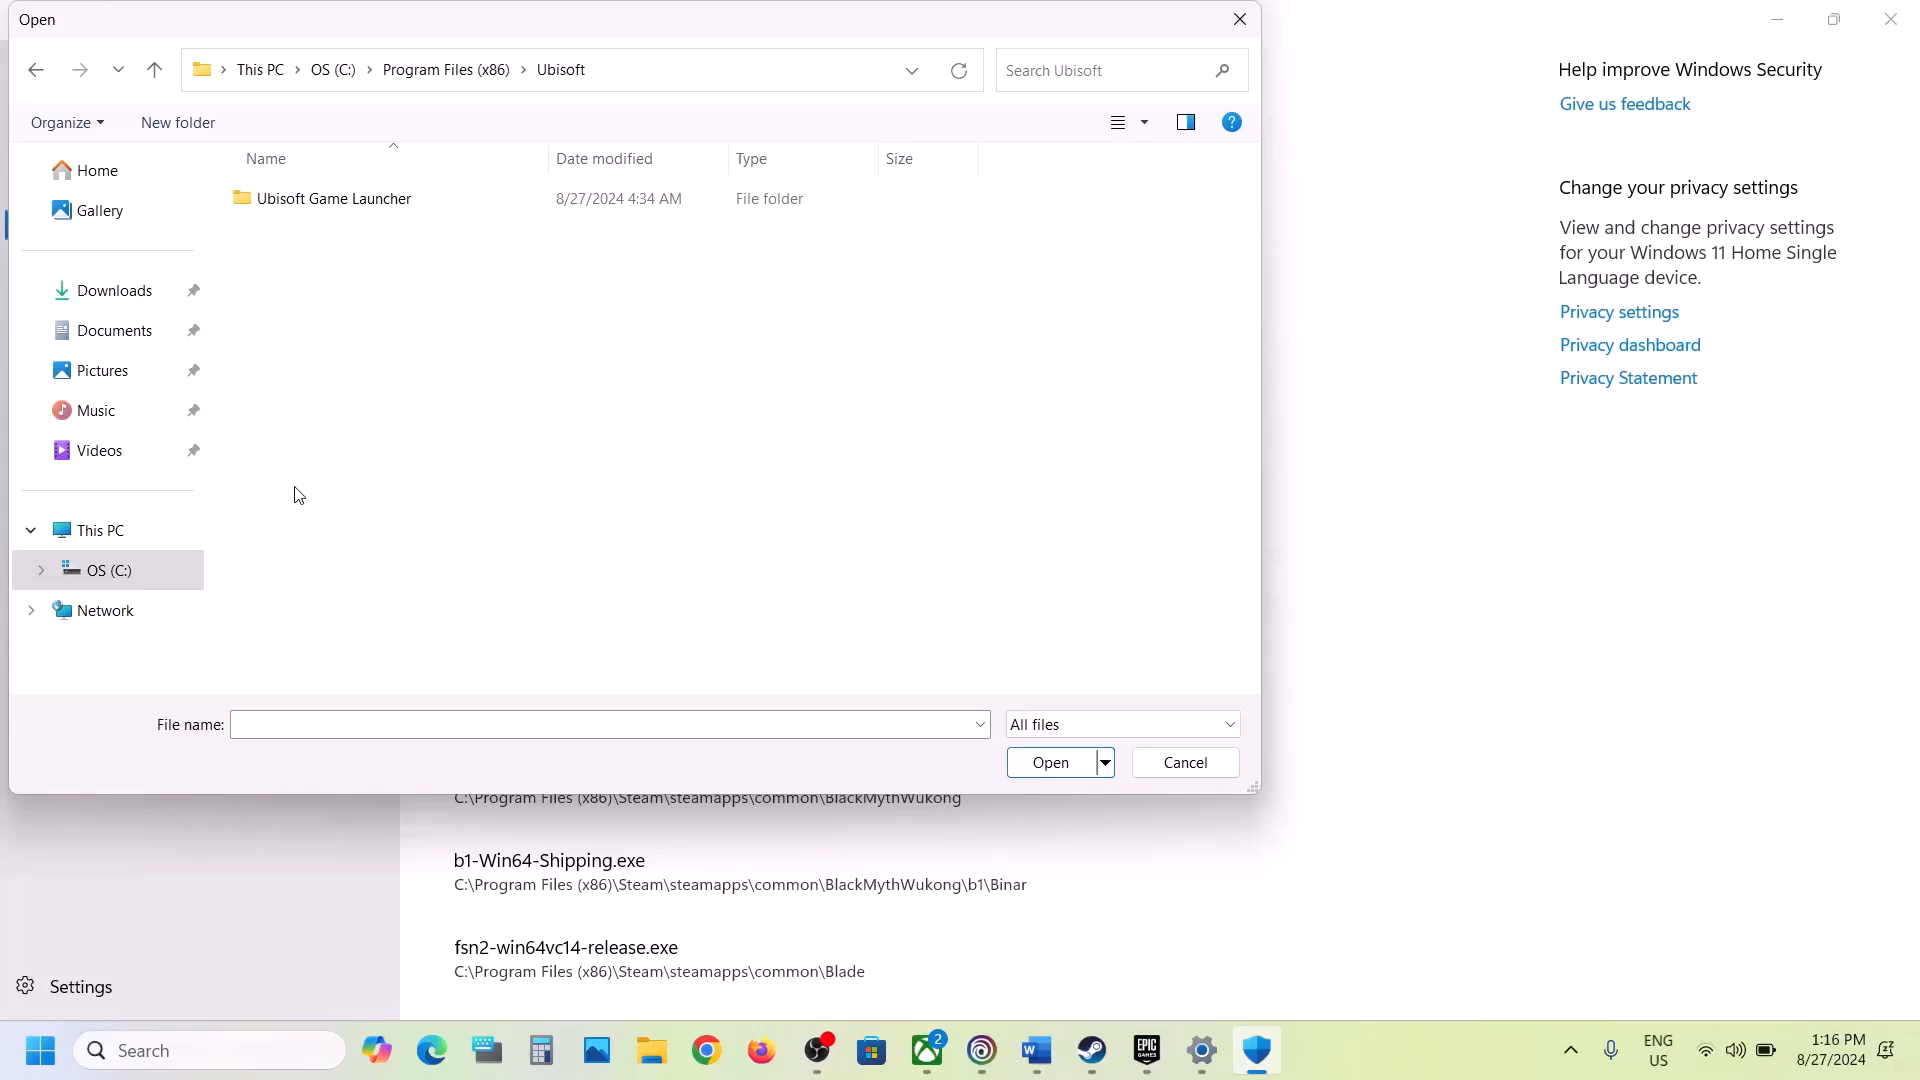 Open
This PC > OS (C:) > Program Files (x86) > Ubisoft
Search Ubisoft
Organize
New folder
Name
Date modified
Type
Size
Ubisoft Game Launcher
8/27/2024 4:34 AM
File folder
Home
Gallery
Downloads
Documents
Pictures
Music
Videos
This PC
OS (C:)
Network
File name:
All files
Open
Cancel
Help improve Windows Security
Give us feedback
Change your privacy settings
View and change privacy settings
for your Windows 11 Home Single
Language device.
Privacy settings
Privacy dashboard
Privacy Statement
C:\Program Files (x86)\Steam\steamapps\common\BlackMythWukong
b1-Win64-Shipping.exe
C:\Program Files (x86)\Steam\steamapps\common\BlackMythWukong\b1\Binar
fsn2-win64vc14-release.exe
C:\Program Files (x86)\Steam\steamapps\common\Blade
Settings
Search
2
W
EPIC
GAMES
ENG
US
1:16 PM
8/27/2024